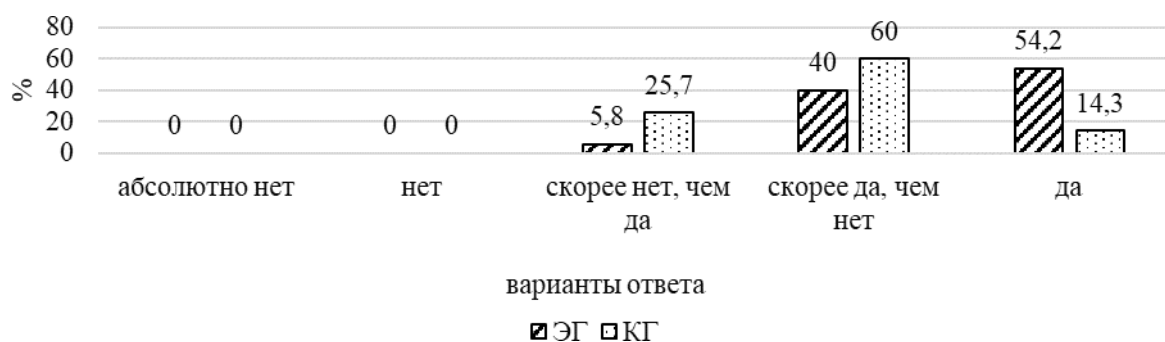 80
60
40
20
0
%
0 0 0 0 5,8 25,7 40 60 54,2 14,3
абсолютно нет
нет
скорее нет, чем
да
скорее да, чем
нет
да
варианты ответа
ЭГ КГ